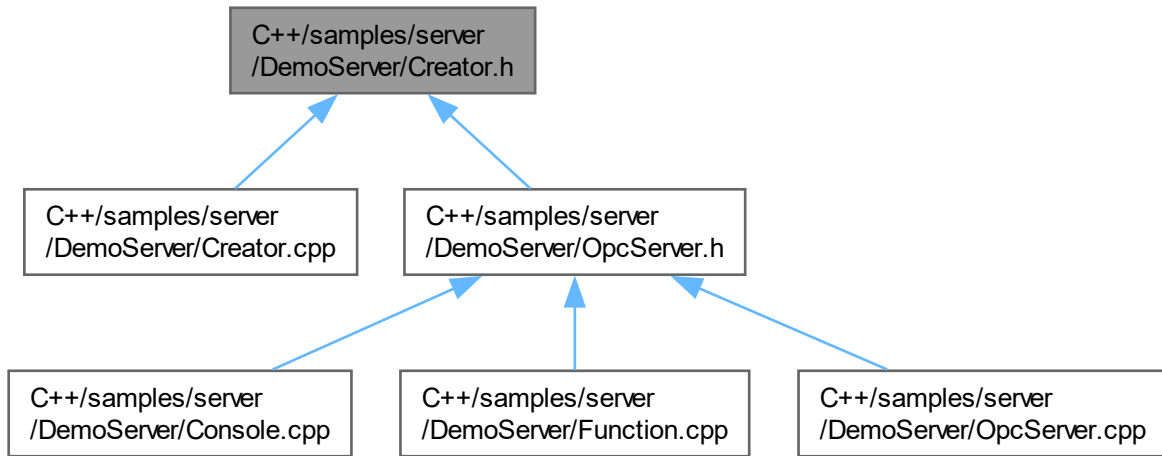 C++/samples/server
/DemoServer/Creator.h
C++/samples/server
/DemoServer/Creator.cpp
C++/samples/server
/DemoServer/OpcServer.h
C++/samples/server
/DemoServer/Console.cpp
C++/samples/server
/DemoServer/Function.cpp
C++/samples/server
/DemoServer/OpcServer.cpp